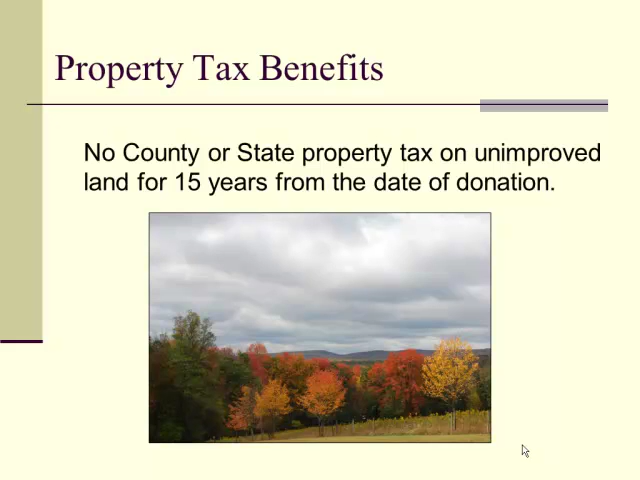 Property Tax Benefits
No County or State property tax on unimproved
land for 15 years from the date of donation.